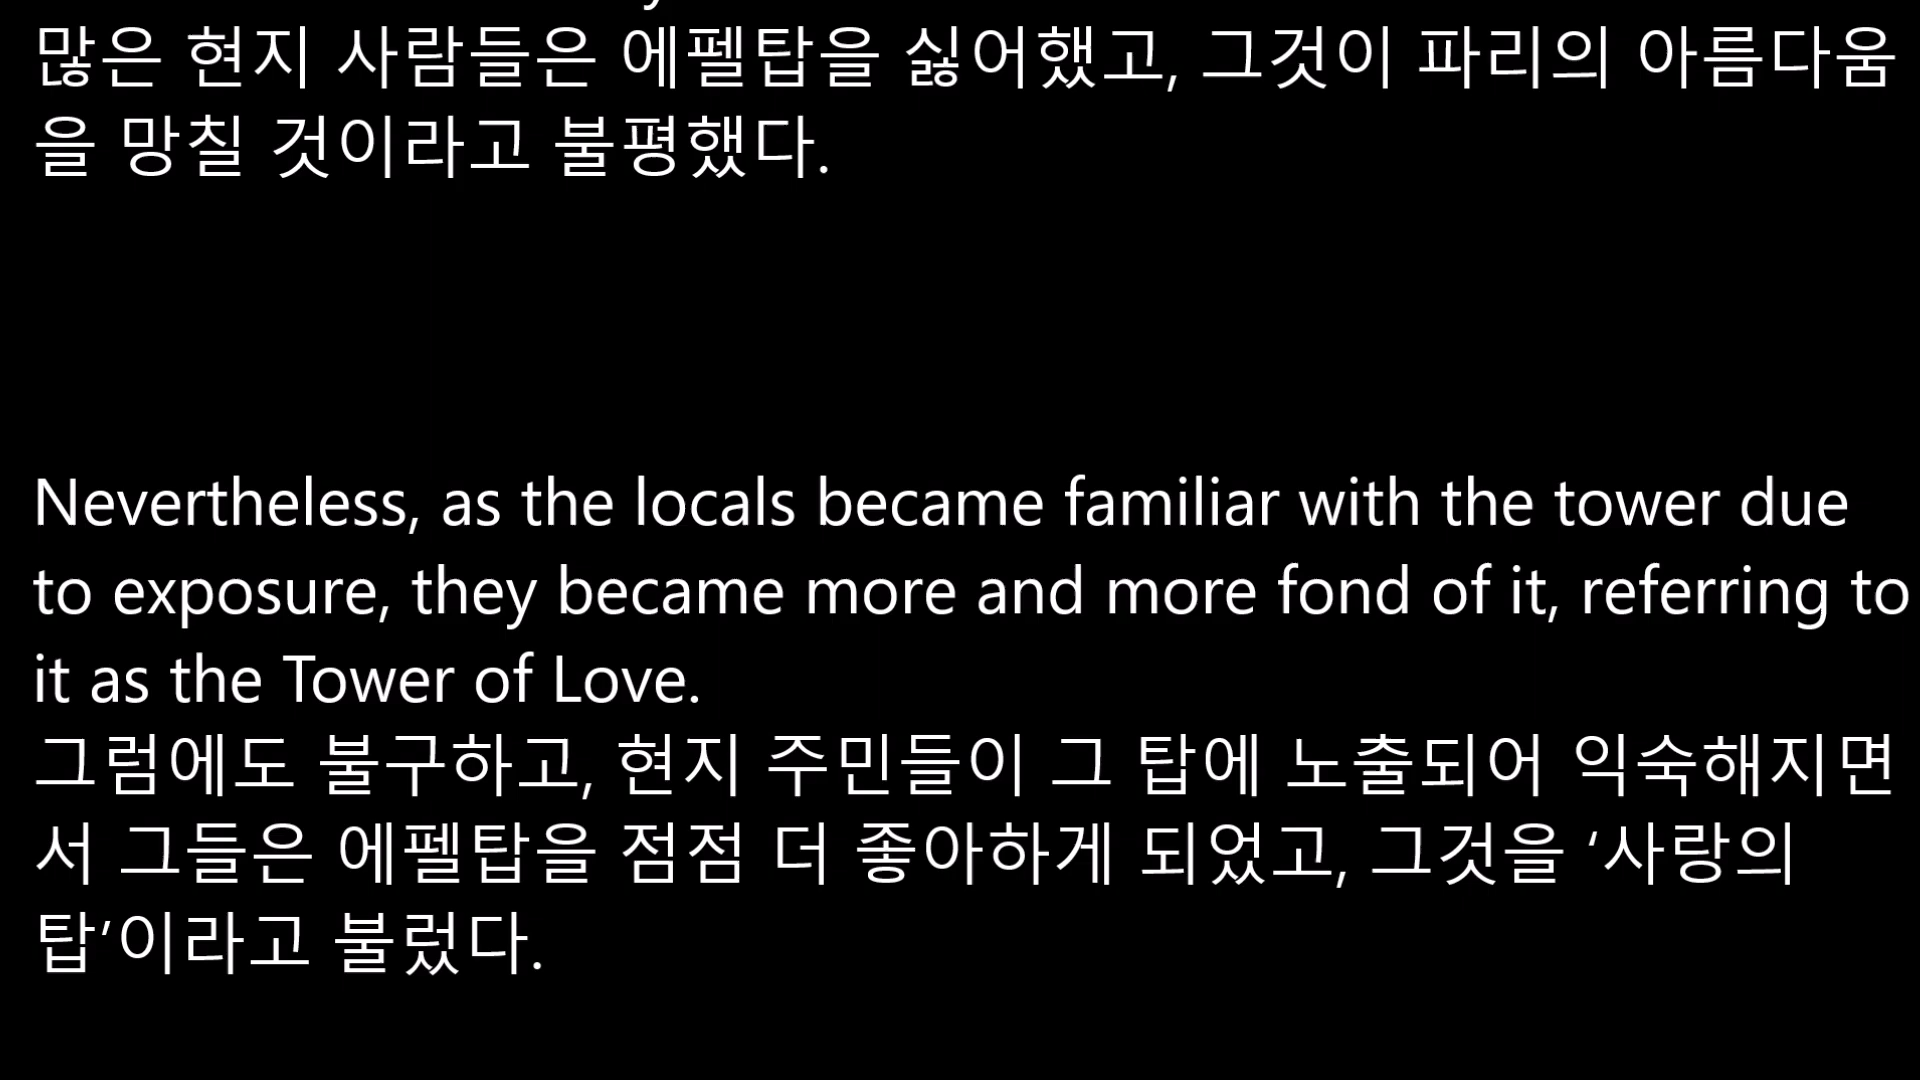 많은 현지 사람들은 에펠탑을 싫어했고, 그것이 파리의 아름다움
을 망칠 것이라고 불평했다.
Nevertheless, as the locals became familiar with the tower due
to exposure, they became more and more fond of it, referring to
it as the Tower of Love.
그럼에도 불구하고, 현지 주민들이 그 탑에 노출되어 익숙해지면
서 그들은 에펠탑을 점점 더 좋아하게 되었고, 그것을 ‘사랑의
탑’이라고 불렀다.